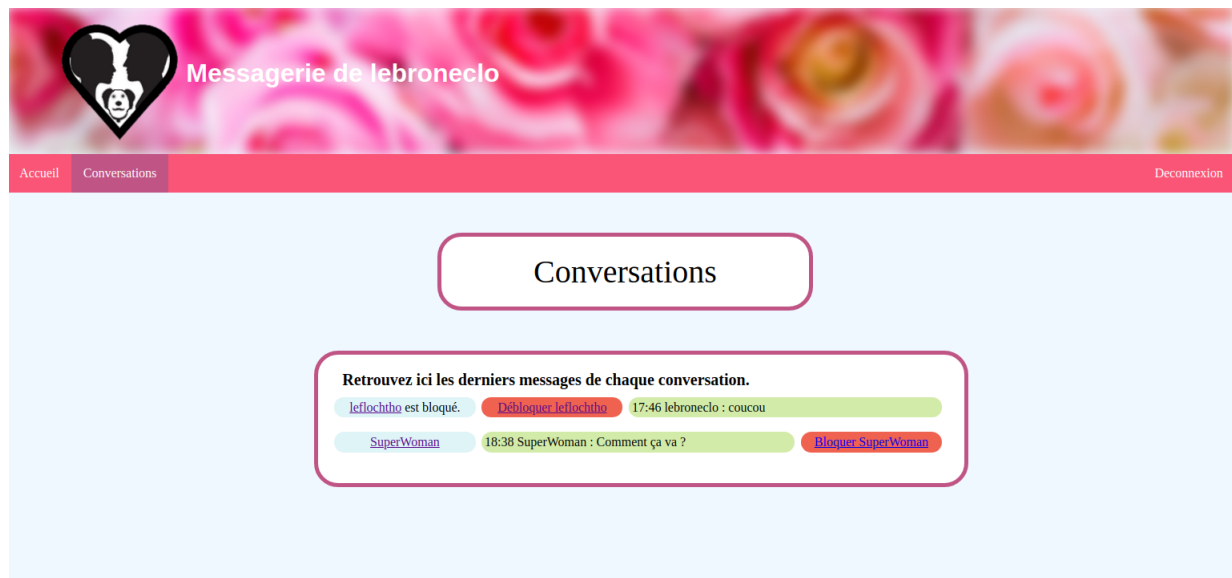 Messagerie de lebroneclo
Accueil Conversations Deconnexion
Conversations
Retrouvez ici les derniers messages de chaque conversation.
leflochtho est bloqué. Débloquer leflochtho 17:46 lebroneclo : coucou
SuperWoman 18:38 SuperWoman : Comment ça va ? Bloquer SuperWoman